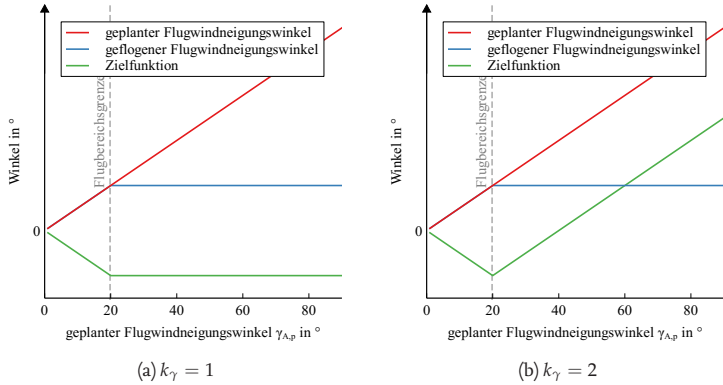 geplanter Flugwindneigungswinkel
geflogener Flugwindneigungswinkel
Zielfunktion
Flugbereichsgrenze
Winkel in °
0
0 20 40 60 80
geplanter Flugwindneigungswinkel γA,p in °
(a) kγ = 1
geplanter Flugwindneigungswinkel
geflogener Flugwindneigungswinkel
Zielfunktion
Flugbereichsgrenze
Winkel in °
0
0 20 40 60 80
geplanter Flugwindneigungswinkel γA,p in °
(b) kγ = 2